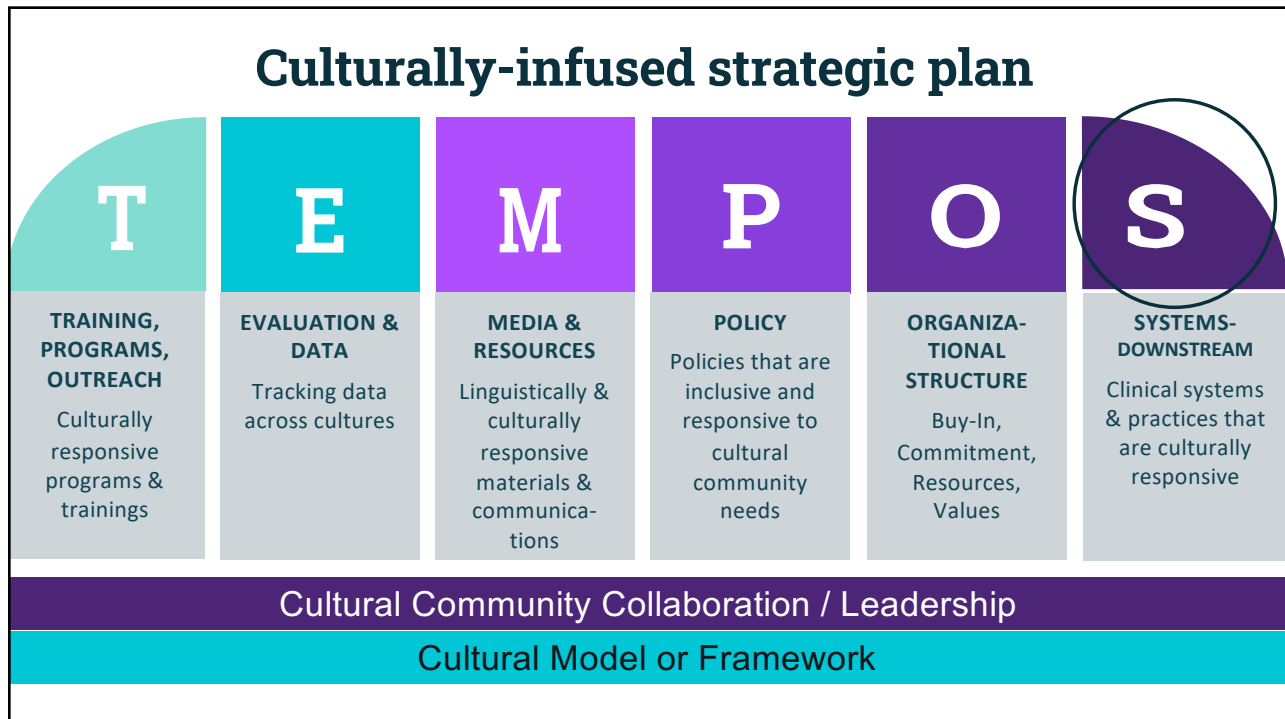 Culturally-infused strategic plan
T
E
M
P
O
S
TRAINING,
PROGRAMS,
OUTREACH
Culturally
responsive
programs &
trainings
EVALUATION &
DATA
Tracking data
across cultures
MEDIA &
RESOURCES
Linguistically &
culturally
responsive
materials &
communica-
tions
POLICY
Policies that are
inclusive and
responsive to
cultural
community
needs
ORGANIZA-
TIONAL
STRUCTURE
Buy-In,
Commitment,
Resources,
Values
SYSTEMS-
DOWNSTREAM
Clinical systems
& practices that
are culturally
responsive
Cultural Community Collaboration / Leadership
Cultural Model or Framework